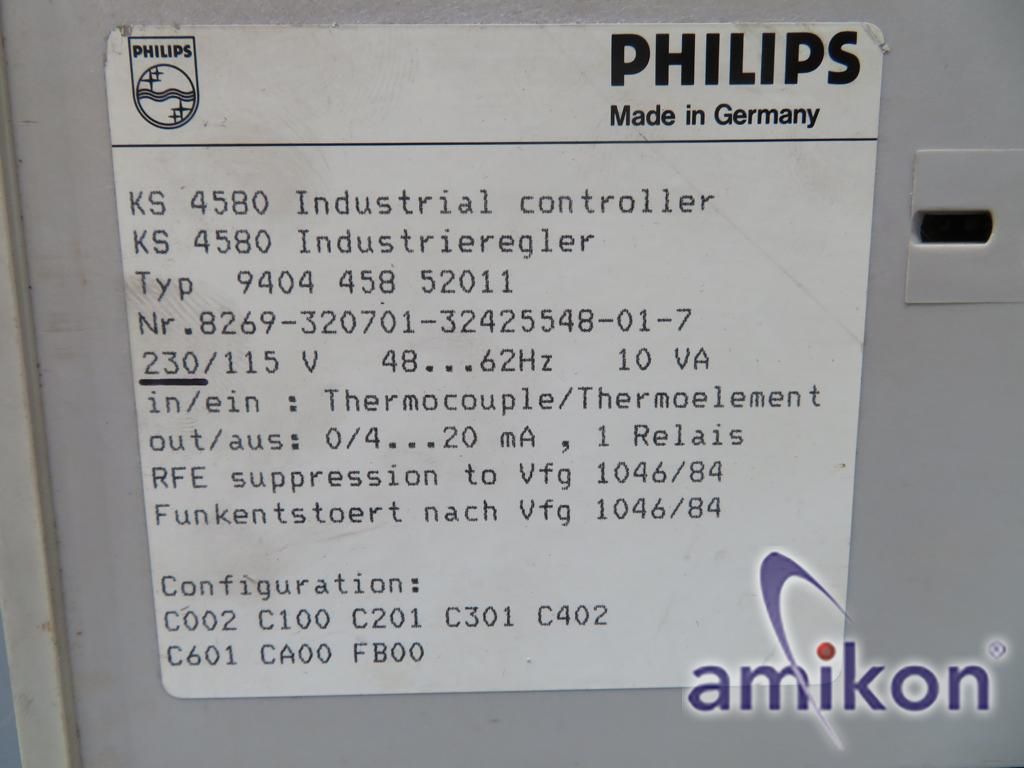 PHILIPS
PHILIPS
Made in Germany
KS 4580 Industrial controller
KS 4580 Industrieregler
Typ 9404 458 52011
Nr.8269-320701-32425548-01-7
230/115 V 48...62Hz 10 VA
in/ein : Thermocouple/Thermoelement
out/aus: 0/4...20 mA , 1 Relais
RFE suppression to Vfg 1046/84
Funkentstoert nach Vfg 1046/84
Configuration:
C002 C100 C201 C301 C402
C601 CA00 FB00
amikon®